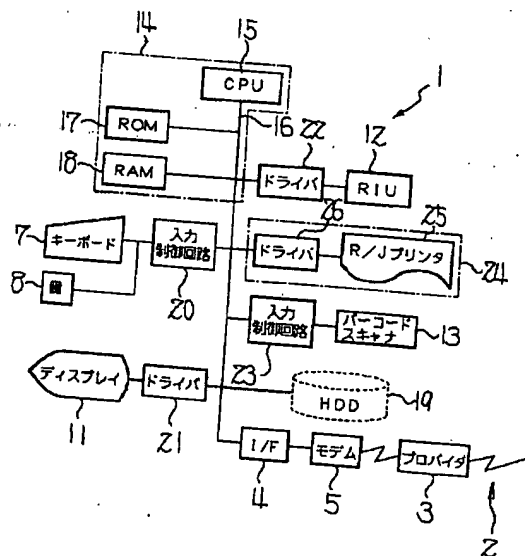 14
15
CPU
1
17
ROM
16
22
12
18
RAM
ドライバ
RIU
26
25
7
キーボード
入力
制御回路
ドライバ
R/Jプリンタ
24
8
鍵
20
入力
制御回路
バーコード
スキャナ
13
23
ディスプレイ
ドライバ
HDD
19
11
21
I/F
モデム
プロバイダ
4
5
3
2